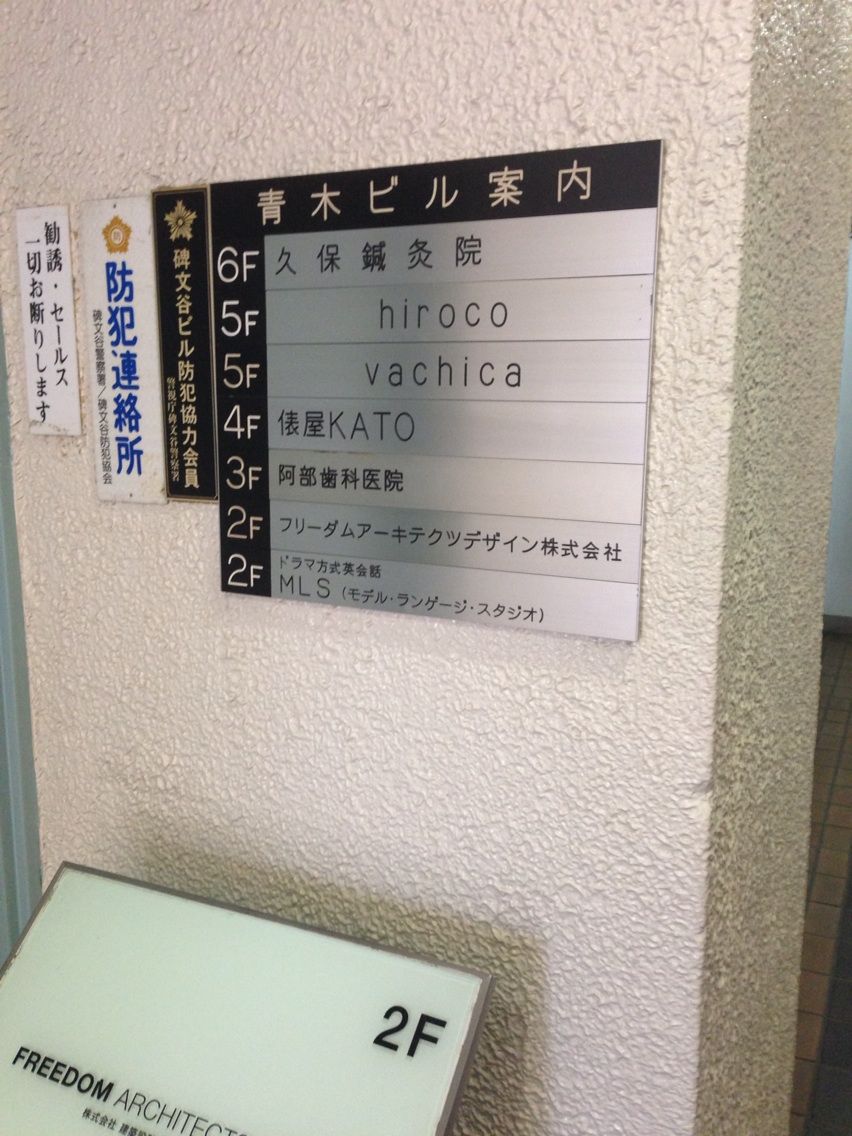 勧誘・セールス
一切お断りします
防
防犯連絡所
碑文谷警察署／碑文谷防犯協会
碑文谷ビル防犯協力会員
警視庁碑文谷警察署
青木ビル案内
6F 久保鍼灸院
5F hiroco
5F vachica
4F 俵屋KATO
3F 阿部歯科医院
2F フリーダムアーキテクツデザイン株式会社
2F ドラマ方式英会話
MLS（モデル・ランゲージ・スタジオ）
2F
FREEDOM ARCHITECTS
株式会社